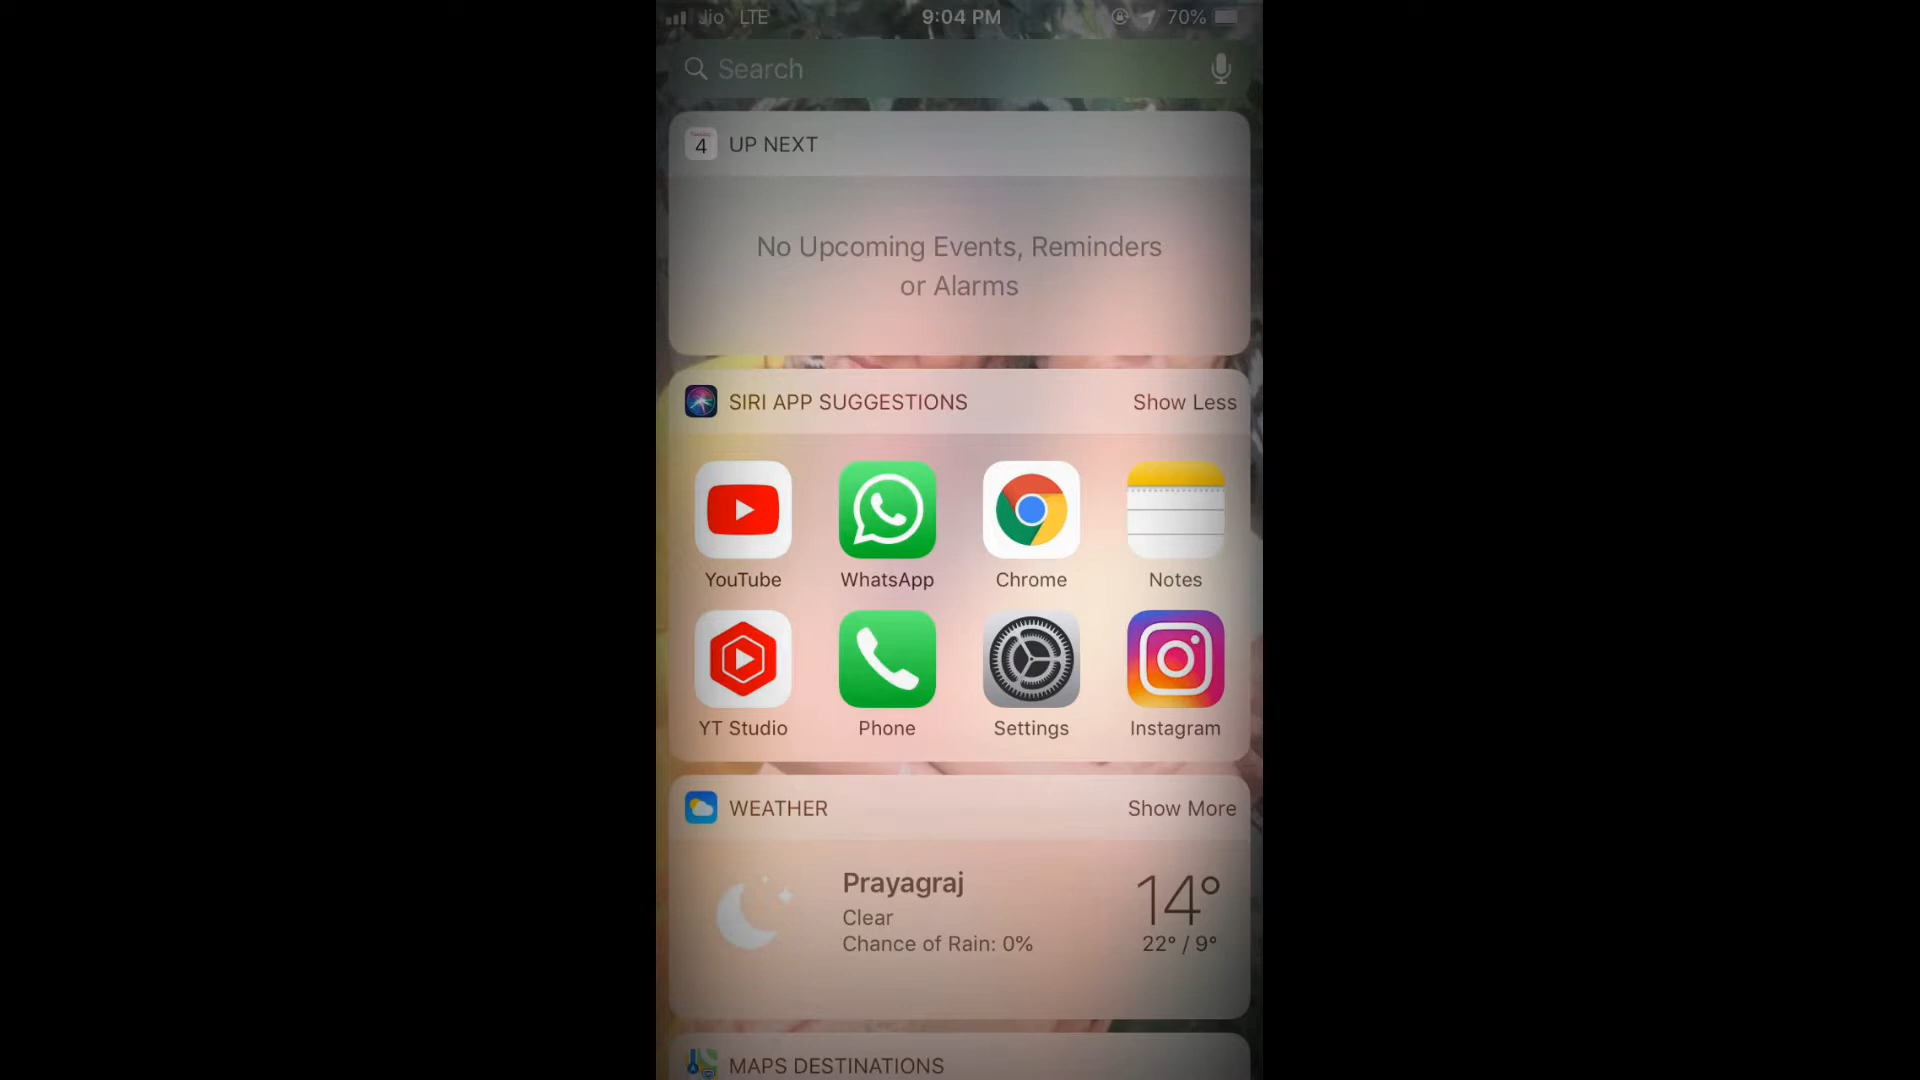 Jio LTE 9:04 PM 70%
Search
Tuesday
4 UP NEXT
No Upcoming Events, Reminders
or Alarms
SIRI APP SUGGESTIONS Show Less
YouTube WhatsApp Chrome Notes
YT Studio Phone Settings Instagram
WEATHER Show More
Prayagraj
Clear
Chance of Rain: 0%
14°
22° / 9°
MAPS DESTINATIONS